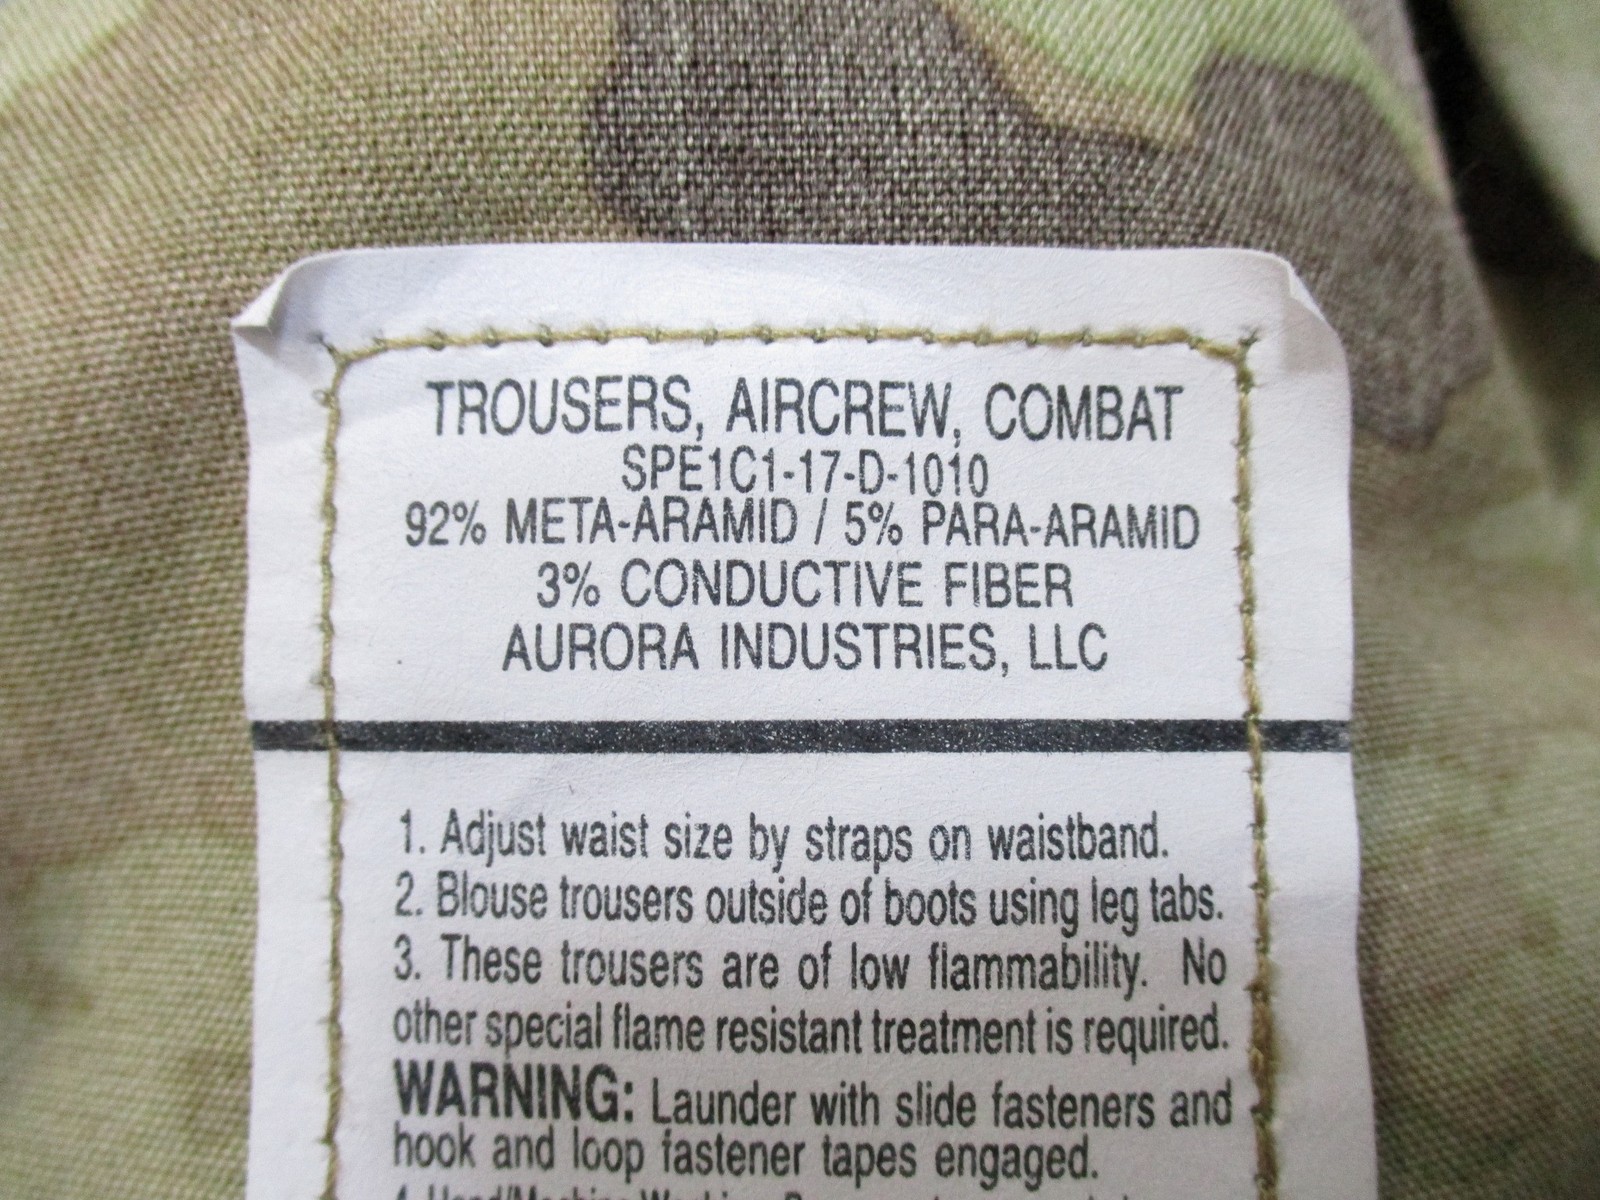 TROUSERS, AIRCREW, COMBAT
SPE1C1-17-D-1010
92% META-ARAMID / 5% PARA-ARAMID
3% CONDUCTIVE FIBER
AURORA INDUSTRIES, LLC
1. Adjust waist size by straps on waistband.
2. Blouse trousers outside of boots using leg tabs.
3. These trousers are of low flammability. No
other special flame resistant treatment is required.
WARNING: Launder with slide fasteners and
hook and loop fastener tapes engaged.